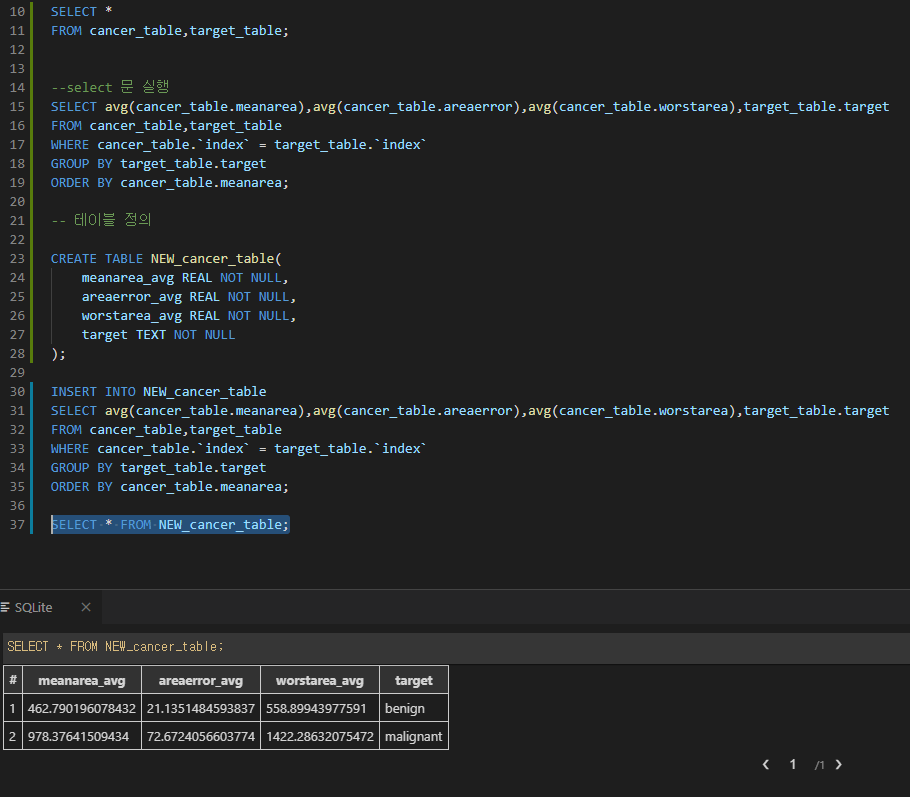 10 SELECT *
11 FROM cancer_table,target_table;
12
13
14 --select 문 실행
15 SELECT avg(cancer_table.meanarea),avg(cancer_table.areaerror),avg(cancer_table.worstarea),target_table.target
16 FROM cancer_table,target_table
17 WHERE cancer_table.`index` = target_table.`index`
18 GROUP BY target_table.target
19 ORDER BY cancer_table.meanarea;
20
21 -- 테이블 정의
22
23 CREATE TABLE NEW_cancer_table(
24 meanarea_avg REAL NOT NULL,
25 areaerror_avg REAL NOT NULL,
26 worstarea_avg REAL NOT NULL,
27 target TEXT NOT NULL
28 );
29
30 INSERT INTO NEW_cancer_table
31 SELECT avg(cancer_table.meanarea),avg(cancer_table.areaerror),avg(cancer_table.worstarea),target_table.target
32 FROM cancer_table,target_table
33 WHERE cancer_table.`index` = target_table.`index`
34 GROUP BY target_table.target
35 ORDER BY cancer_table.meanarea;
36
37 SELECT * FROM NEW_cancer_table;
SQLite
SELECT * FROM NEW_cancer_table;
# meanarea_avg areaerror_avg worstarea_avg target
1 462.790196078432 21.1351484593837 558.89943977591 benign
2 978.37641509434 72.6724056603774 1422.28632075472 malignant
1 /1